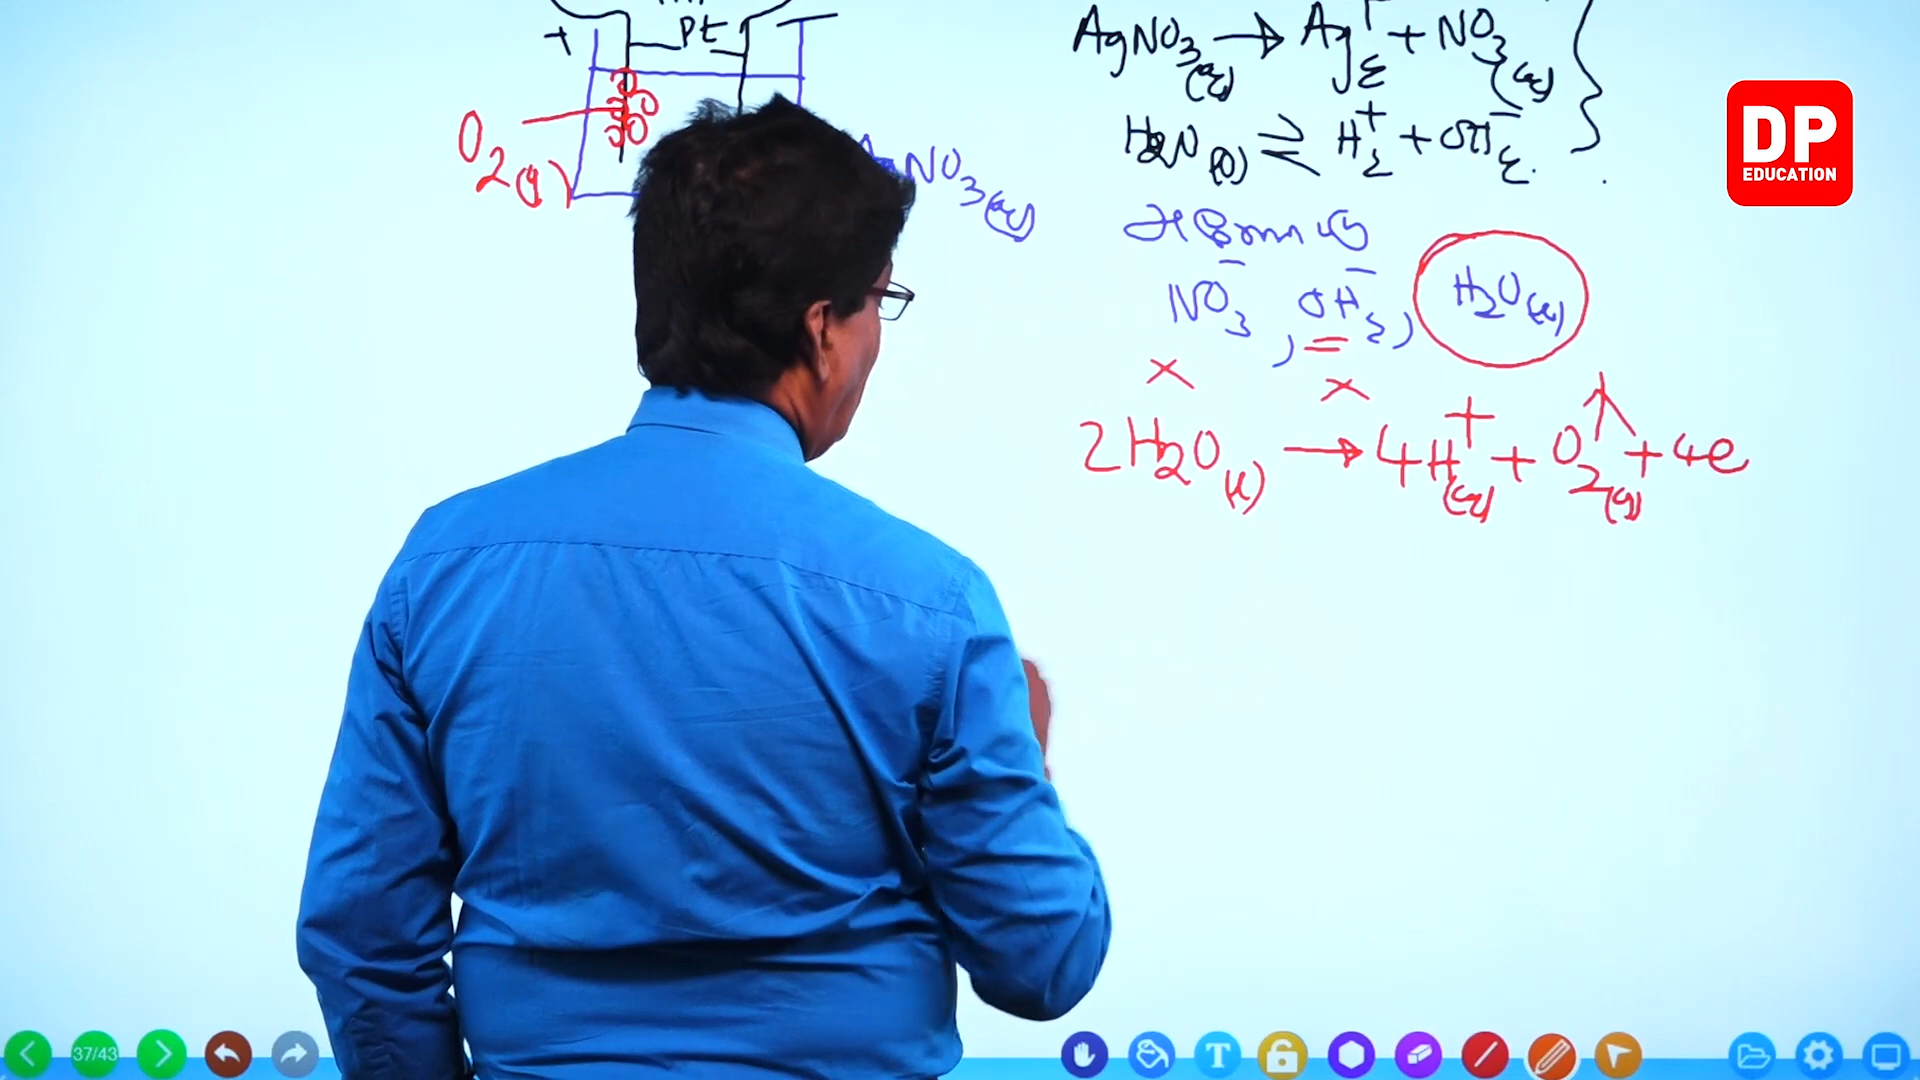 +
Pt
AgNO3(aq) → Ag+ + NO3-(aq)
H2O(l) ⇌ H+ + OH-
O2(g)
AgNO3(aq)
NO3-, OH-, H2O(l)
× ×
2H2O(l) → 4H+(aq) + O2(g) + 4e
DP
EDUCATION
37/43
T